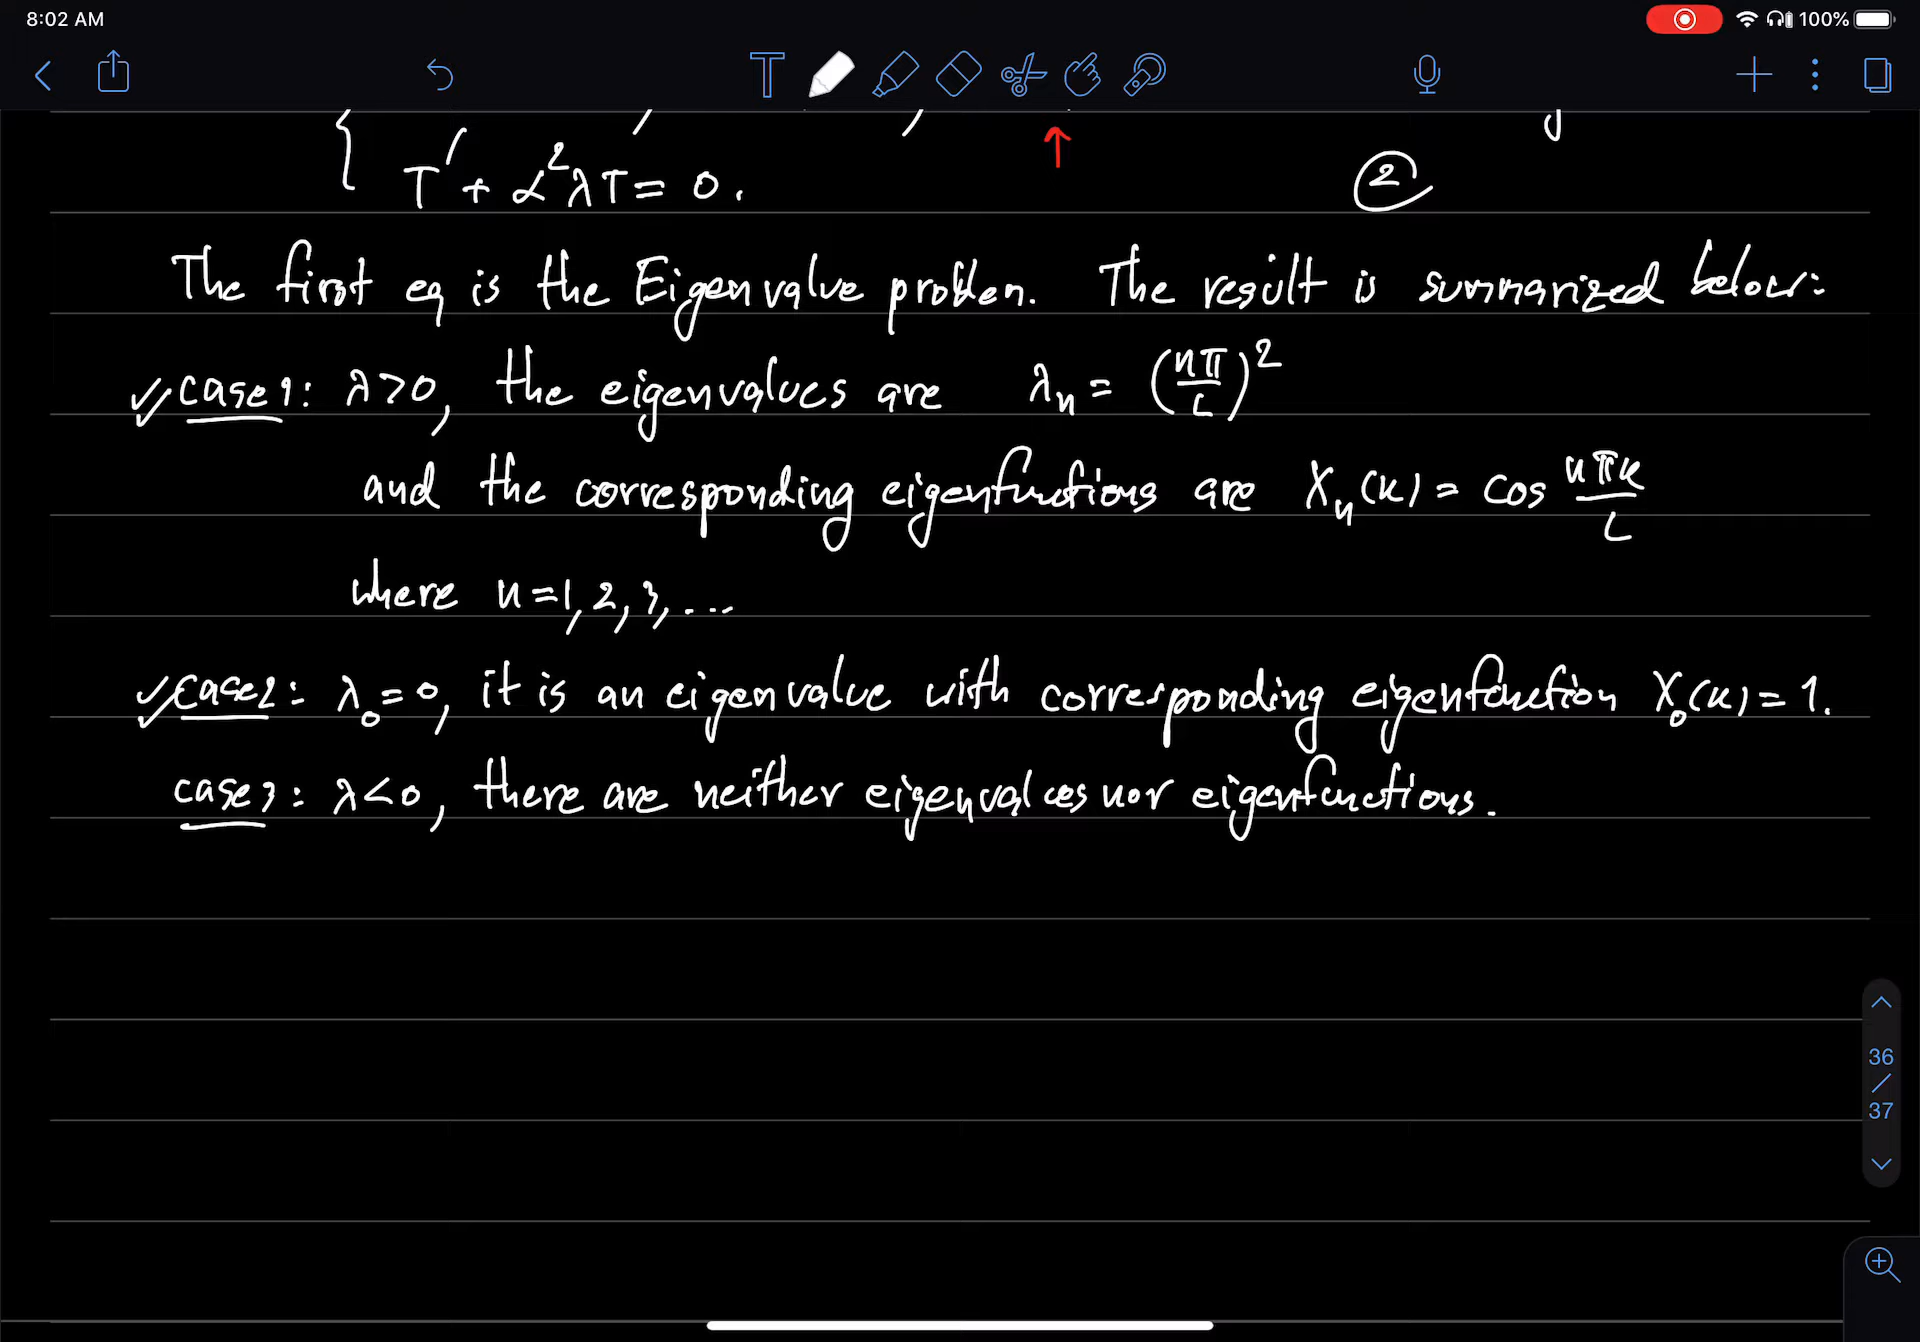 8:02 AM
100%
T' + α²λT = 0.
②
The first eq is the Eigenvalue problem. The result is summarized below:
✓ case1: λ>0, the eigenvalues are λn = (nπ/L)²
and the corresponding eigenfunctions are Xn(x) = cos nπx/L
where n=1, 2, 3, ...
✓ case2: λ₀=0, it is an eigenvalue with corresponding eigenfunction X₀(x) = 1.
case3: λ<0, there are neither eigenvalues nor eigenfunctions.
36
/
37